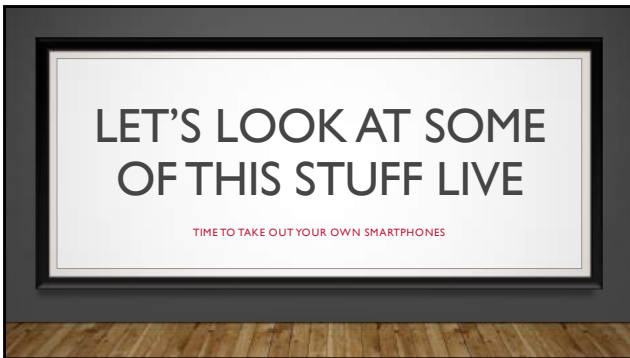 LET'S LOOK AT SOME
OF THIS STUFF LIVE
TIME TO TAKE OUT YOUR OWN SMARTPHONES